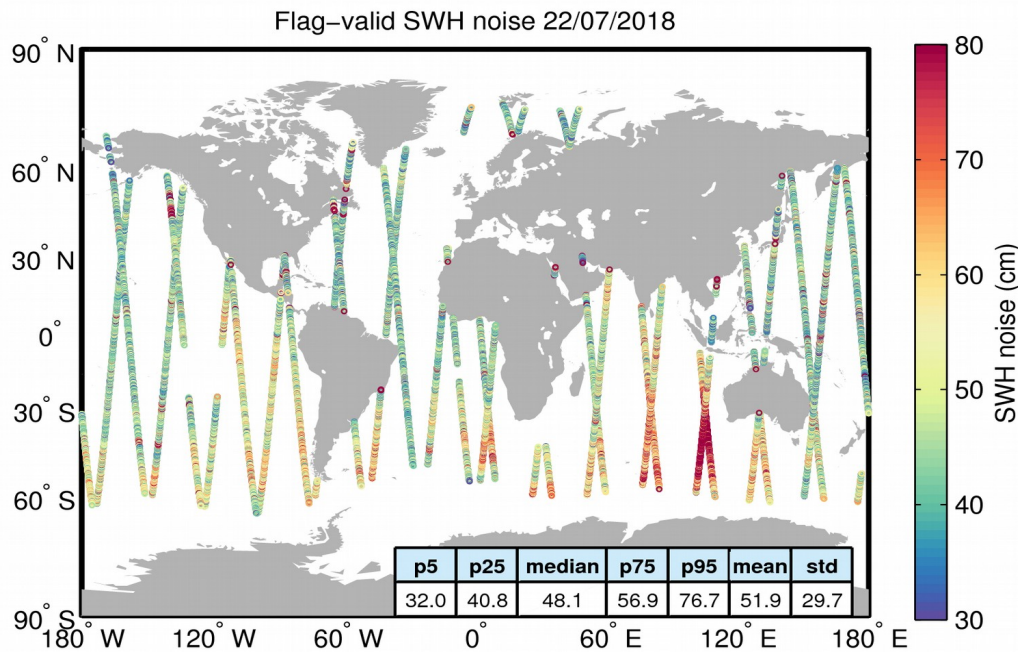 Flag−valid SWH noise 22/07/2018
90° N
60° N
30° N
0°
30° S
60° S
90° S
180° W
120° W
60° W
0°
60° E
120° E
180° E
p5 p25 median p75 p95 mean std
32.0 40.8 48.1 56.9 76.7 51.9 29.7
80
70
60
50
40
30
SWH noise (cm)